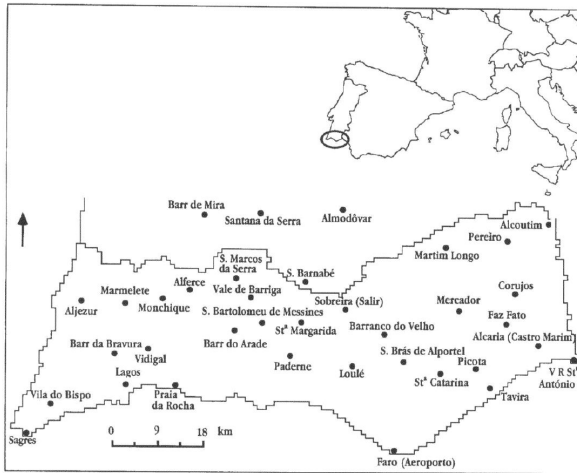 Barr de Mira
Santana da Serra
Almodôvar
Alcoutim
Pereiro
Martim Longo
S. Marcos
da Serra
S. Barnabé
Alferce
Vale de Barriga
Marmelete
Monchique
Aljezur
Sobreira (Salir)
Mercador
Corujos
S. Bartolomeu de Messines
Stª Margarida
Barranco do Velho
Faz Fato
Alcaria (Castro Marim)
Barr do Arade
Barr da Bravura
Vidigal
Paderne
Loulé
S. Brás de Alportel
Picota
Stª Catarina
V R Stº
António
Tavira
Lagos
Praia
da Rocha
Vila do Bispo
Sagres
0 9 18 km
Faro (Aeroporto)